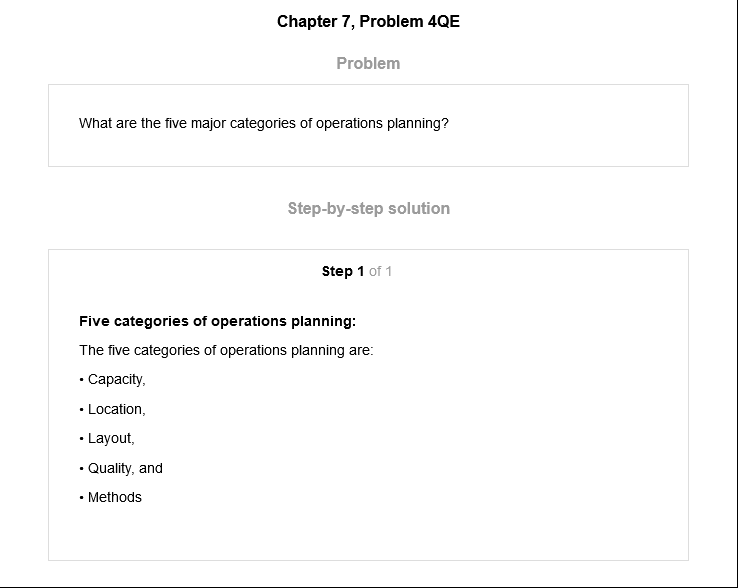 Chapter 7, Problem 4QE
Problem
What are the five major categories of operations planning?
Step-by-step solution
Step 1 of 1
Five categories of operations planning:
The five categories of operations planning are:
• Capacity,
• Location,
• Layout,
• Quality, and
• Methods